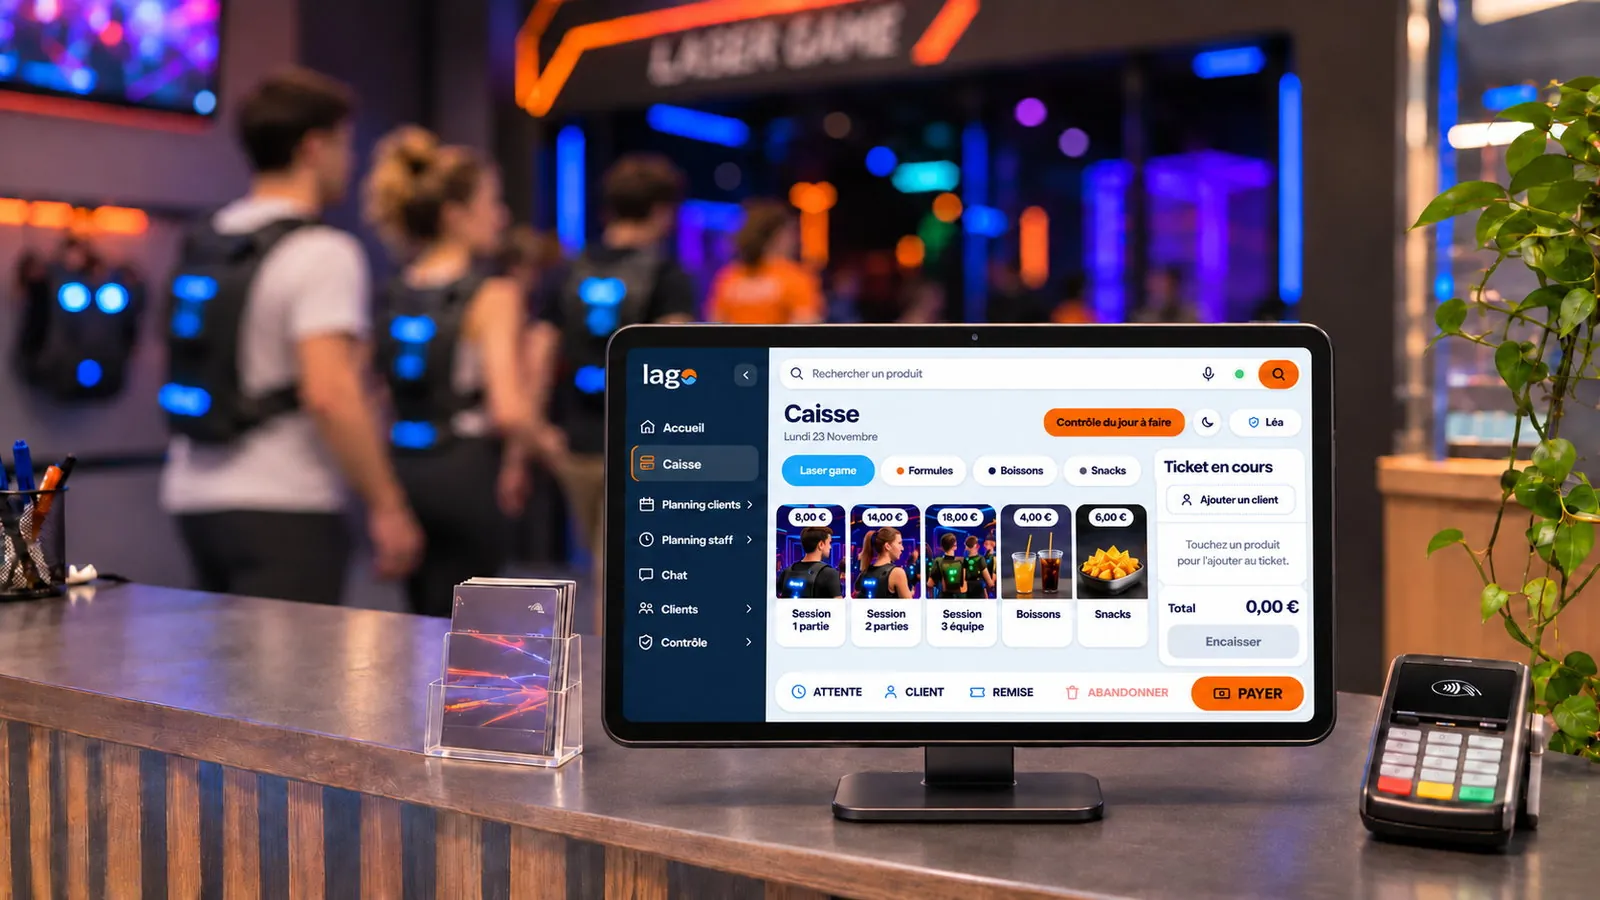 LASER GAME
lago
Rechercher un produit
Accueil
Caisse
Planning clients
Planning staff
Chat
Clients
Contrôle
Caisse
Lundi 23 Novembre
Contrôle du jour à faire
Léa
Laser game
Formules
Boissons
Snacks
8,00 €
Session
1 partie
14,00 €
Session
2 parties
18,00 €
Session
3 équipe
4,00 €
Boissons
6,00 €
Snacks
Ticket en cours
Ajouter un client
Touchez un produit
pour l'ajouter au ticket.
Total
0,00 €
Encaisser
ATTENTE
CLIENT
REMISE
ABANDONNER
PAYER